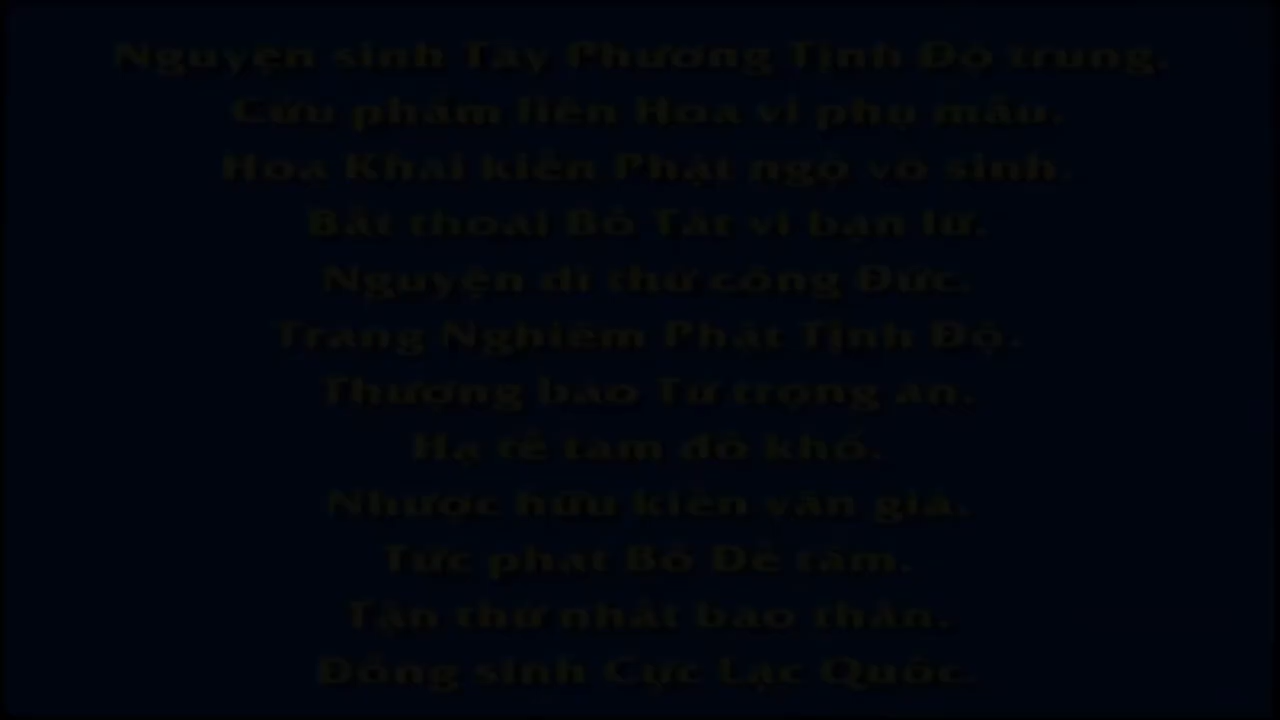 Nguyện sinh Tây Phương Tịnh Độ trung.
Cửu phẩm liên Hoa vi phụ mẫu.
Hoa Khai kiến Phật ngộ vô sinh.
Bất thoái Bồ Tát vi bạn lữ.
Nguyện dĩ thử công Đức.
Trang Nghiêm Phật Tịnh Độ.
Thượng báo Tứ trọng ân.
Hạ tế tam đồ khổ.
Nhược hữu kiến văn giả.
Tức phát Bồ Đề tâm.
Tận thử nhất báo thân.
Đồng sinh Cực Lạc Quốc.